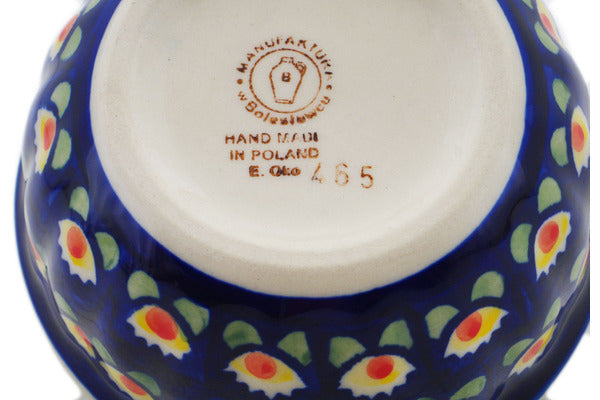 MANUFAKTURA
B
w Bolesławcu
HAND MADE
IN POLAND
E. Oko 465